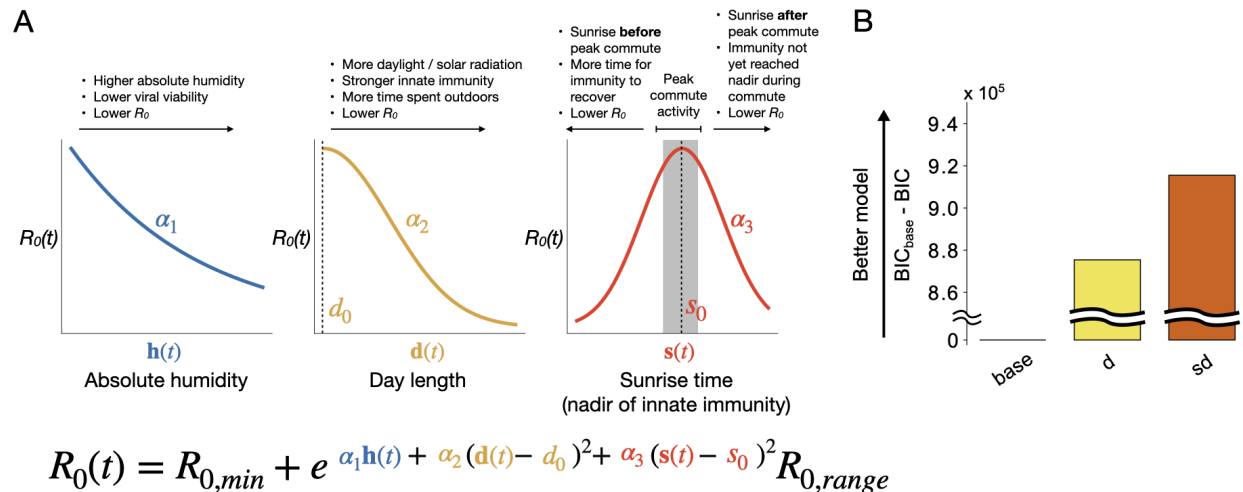 A
• Higher absolute humidity
• Lower viral viability
• Lower R₀
R₀(t)
α₁
h(t)
Absolute humidity
• More daylight / solar radiation
• Stronger innate immunity
• More time spent outdoors
• Lower R₀
R₀(t)
α₂
d₀
d(t)
Day length
• Sunrise before
peak commute
• More time for
immunity to
recover
• Lower R₀
Peak
commute
activity
• Sunrise after
peak commute
• Immunity not
yet reached
nadir during
commute
• Lower R₀
R₀(t)
α₃
s₀
s(t)
Sunrise time
(nadir of innate immunity)
R₀(t) = R₀,min + e^(α₁h(t) + α₂(d(t) − d₀)² + α₃(s(t) − s₀)²) R₀,range
B
x 10⁵
Better model
BIC_base - BIC
9.4
9.2
9.0
8.8
8.6
0
base
d
sd